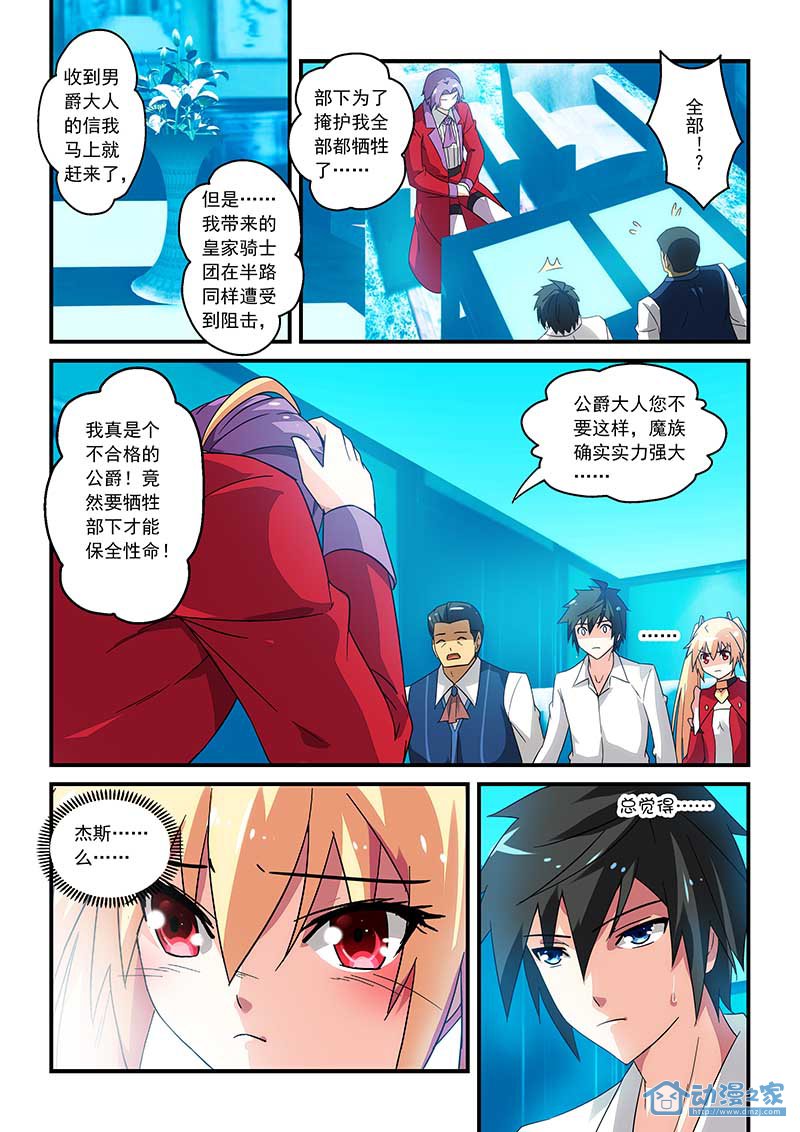 收到男
爵大人
的信我
马上就
赶来了，
但是……
我带来的
皇家骑士
团在半路
同样遭受
到阻击，
部下为了
掩护我全
部都牺牲
了……
全部！？
我真是个
不合格的
公爵！竟
然要牺牲
部下才能
保全性命！
公爵大人您不
要这样，魔族
确实实力强大
……
……
杰斯……
么……
总觉得……
动漫之家
http://www.dmzj.com